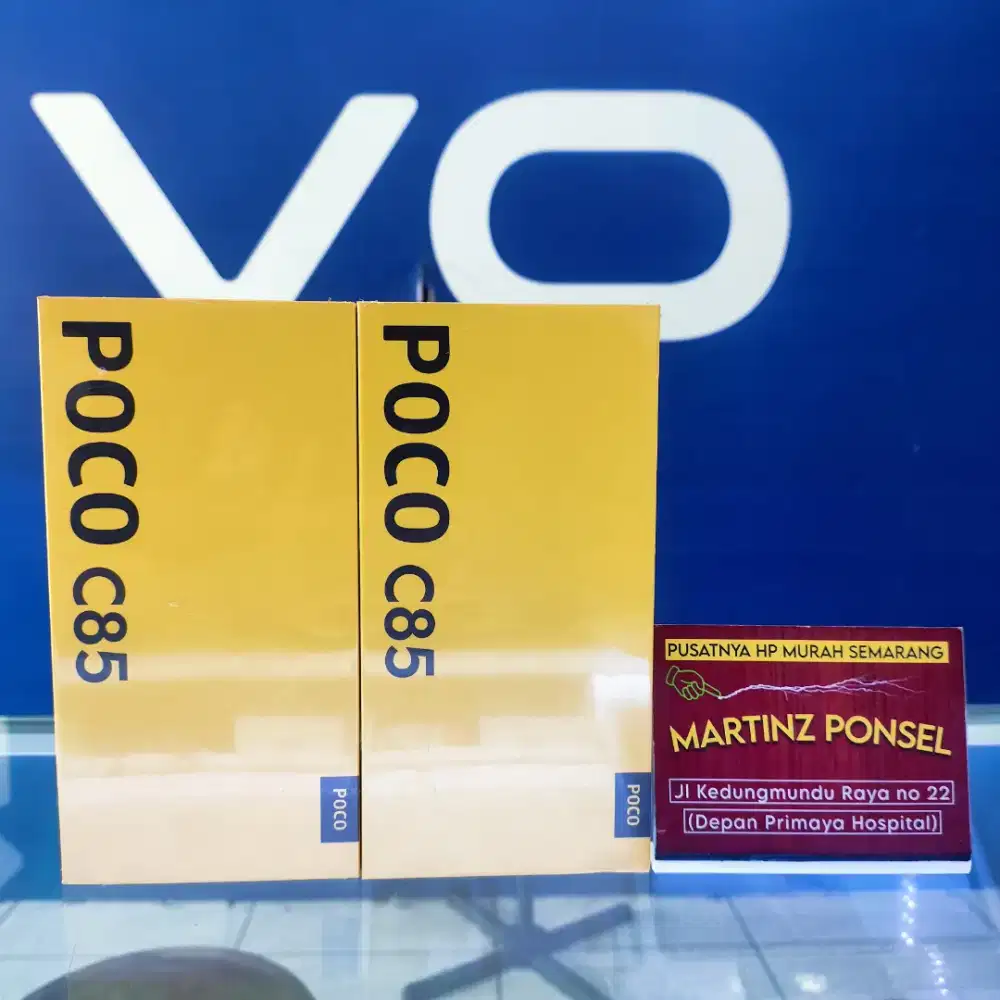 VO
POCO C85
POCO
POCO C85
POCO
PUSATNYA HP MURAH SEMARANG
MARTINZ PONSEL
Jl Kedungmundu Raya no 22
(Depan Primaya Hospital)